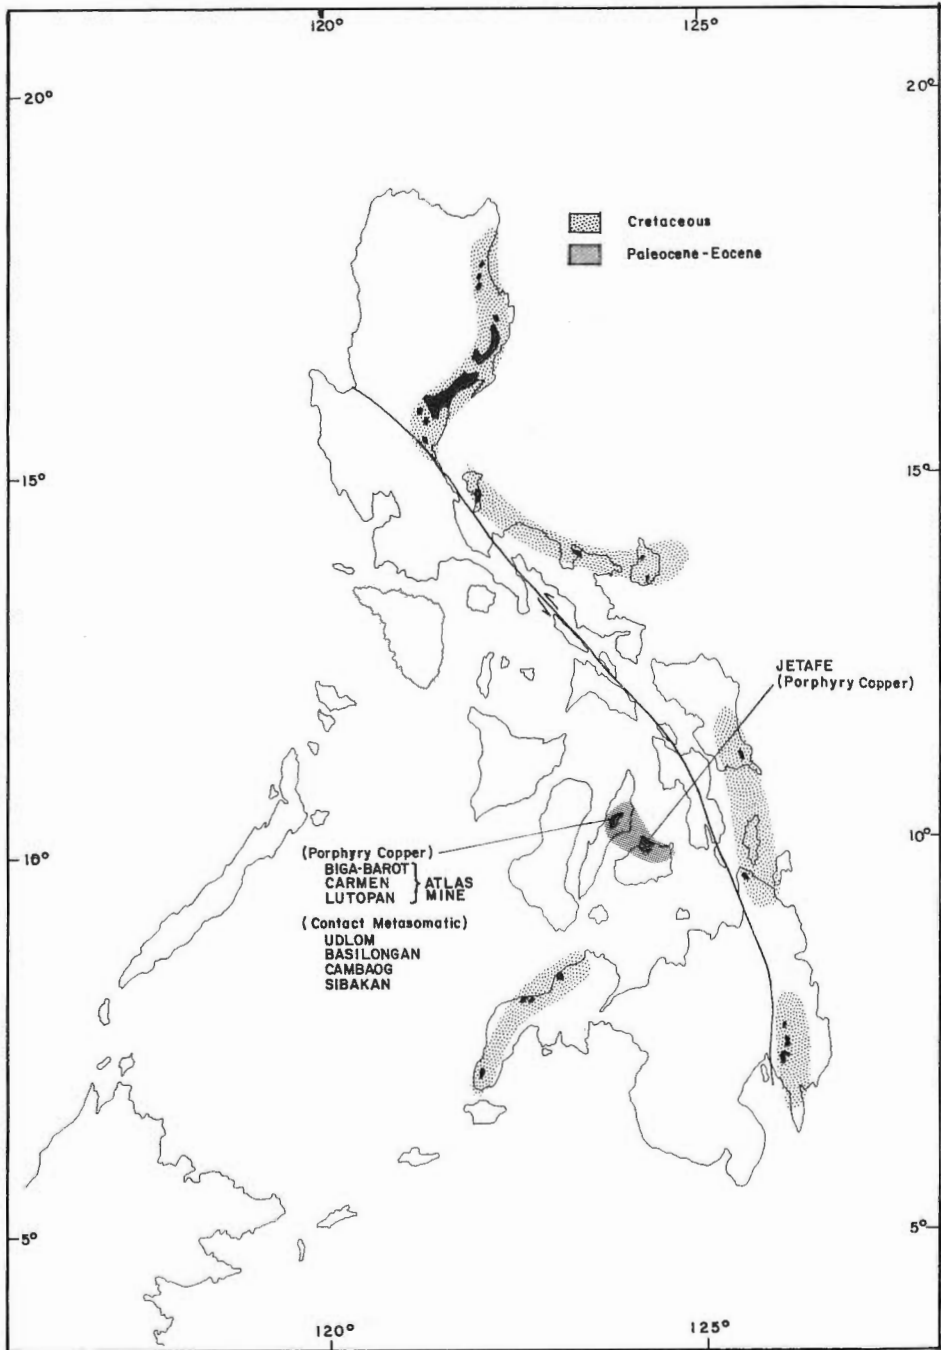 120°
125°
20°
20°
Cretaceous
Paleocene - Eocene
15°
15°
JETAFE
(Porphyry Copper)
10°
10°
(Porphyry Copper)
BIGA-BAROT
CARMEN
LUTOPAN
ATLAS
MINE
(Contact Metasomatic)
UDLOM
BASILONGAN
CAMBAOG
SIBAKAN
5°
5°
120°
125°